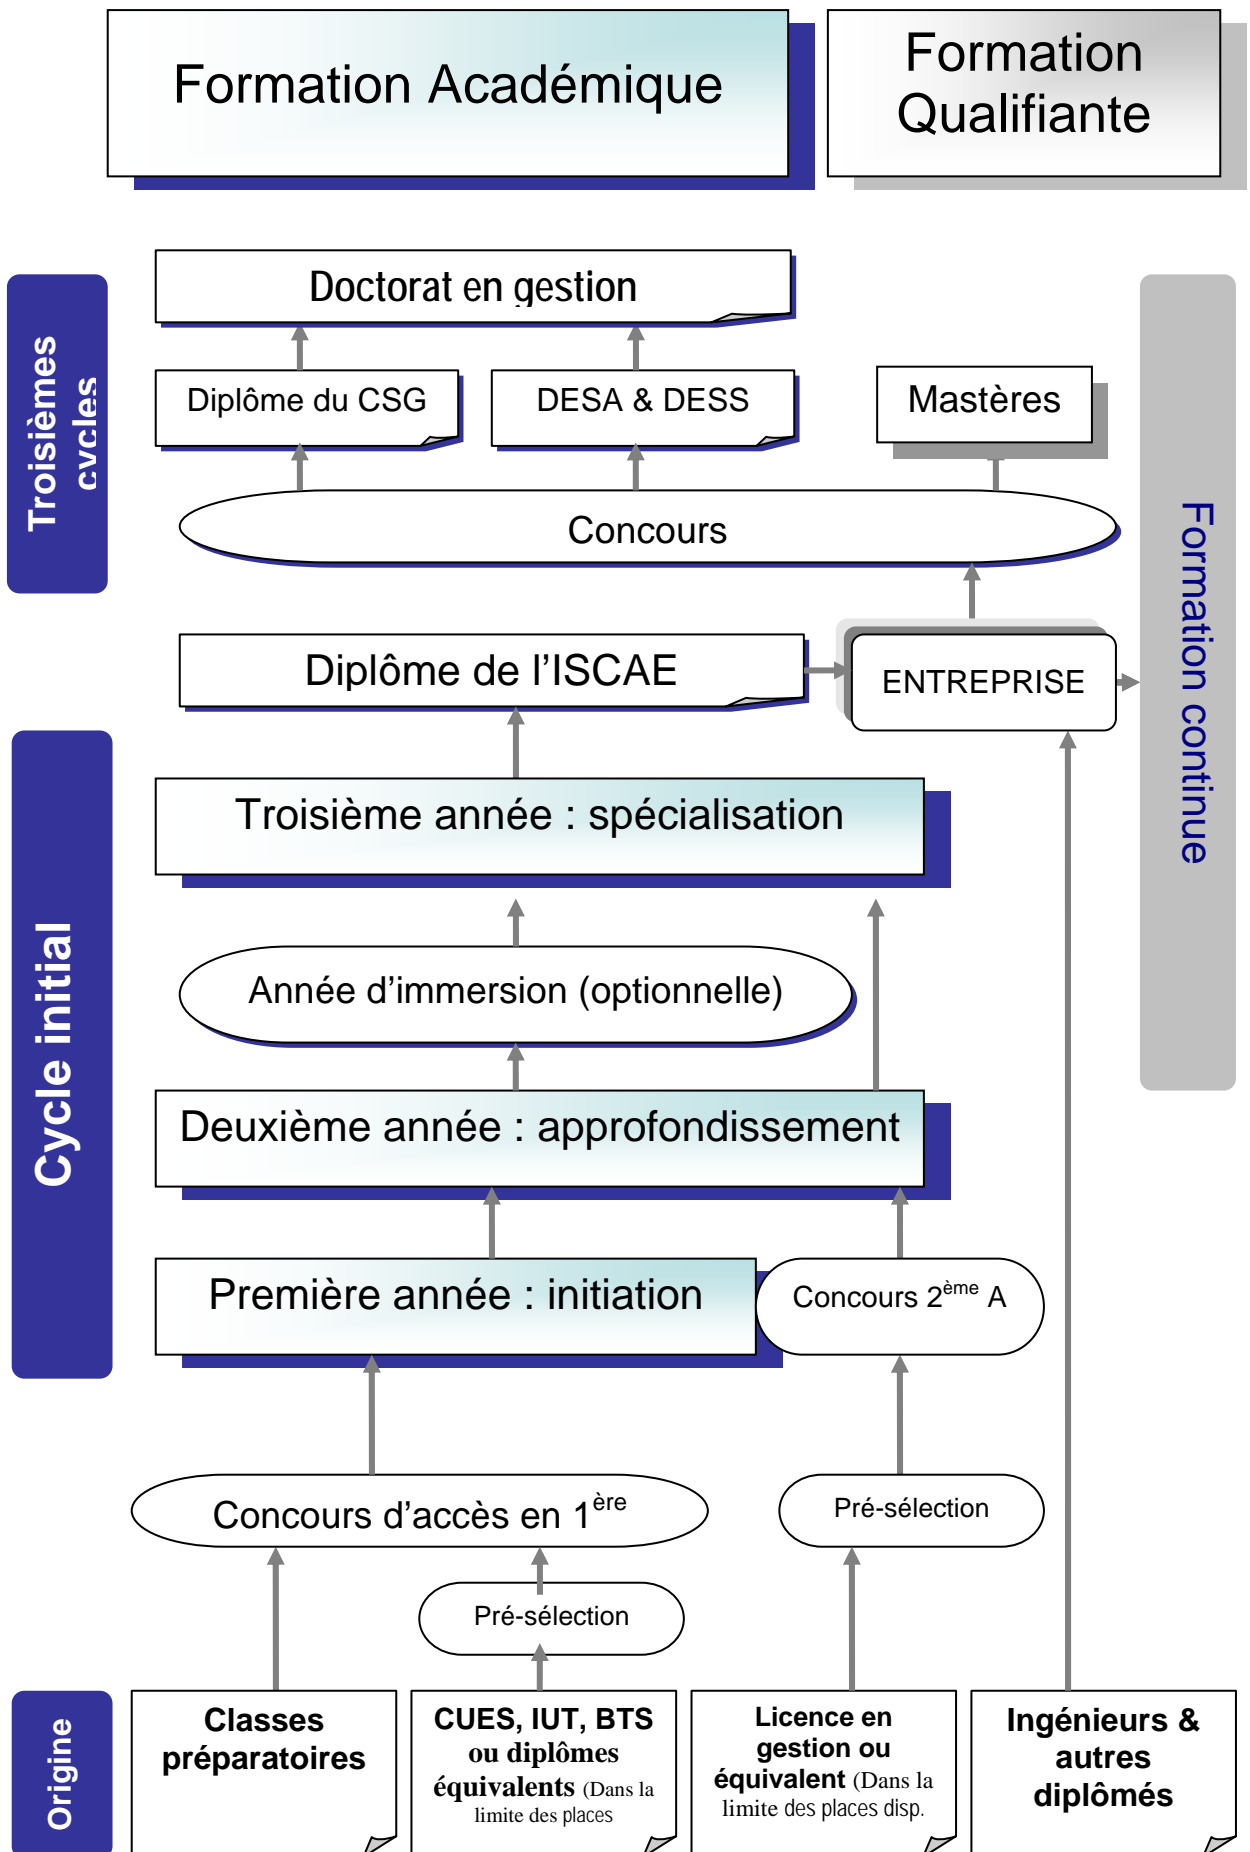 Formation Académique
Formation
Qualifiante
Troisièmes
cycles
Doctorat en gestion
Diplôme du CSG
DESA & DESS
Mastères
Concours
Formation continue
Diplôme de l’ISCAE
ENTREPRISE
Cycle initial
Troisième année : spécialisation
Année d’immersion (optionnelle)
Deuxième année : approfondissement
Première année : initiation
Concours 2ème A
Concours d’accès en 1ère
Pré-sélection
Pré-sélection
Origine
Classes
préparatoires
CUES, IUT, BTS
ou diplômes
équivalents (Dans la
limite des places
Licence en
gestion ou
équivalent (Dans la
limite des places disp.
Ingénieurs &
autres
diplômés